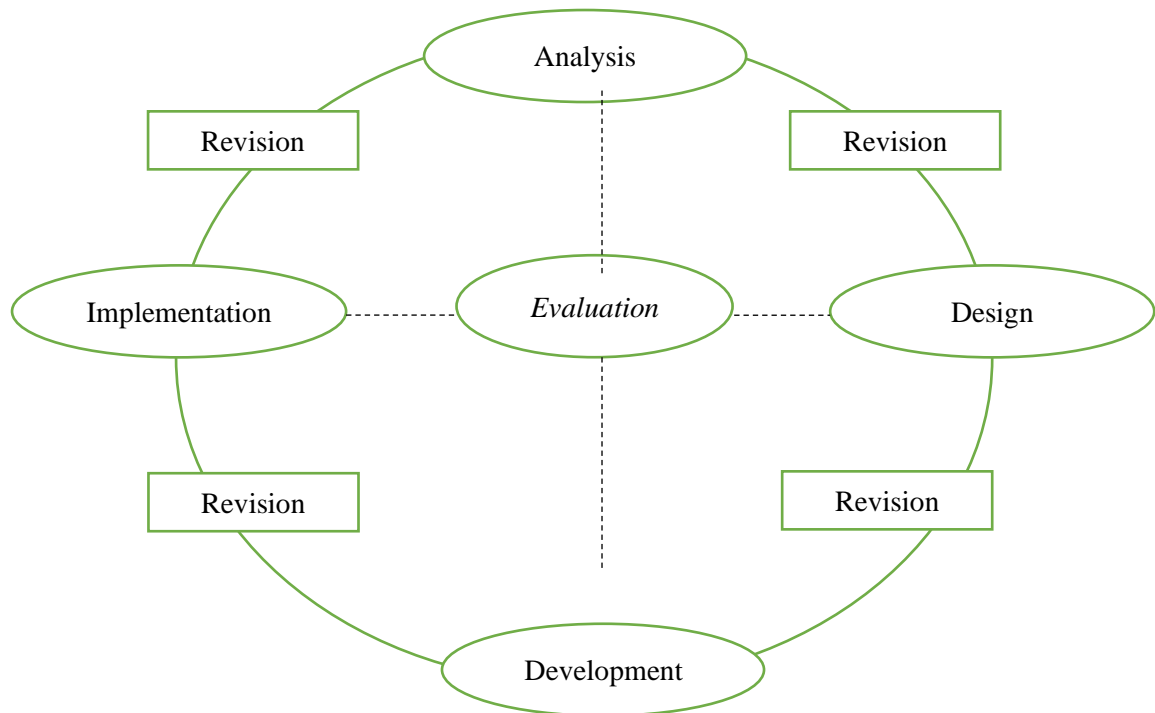 Analysis
Revision
Revision
Implementation
Evaluation
Design
Revision
Revision
Development